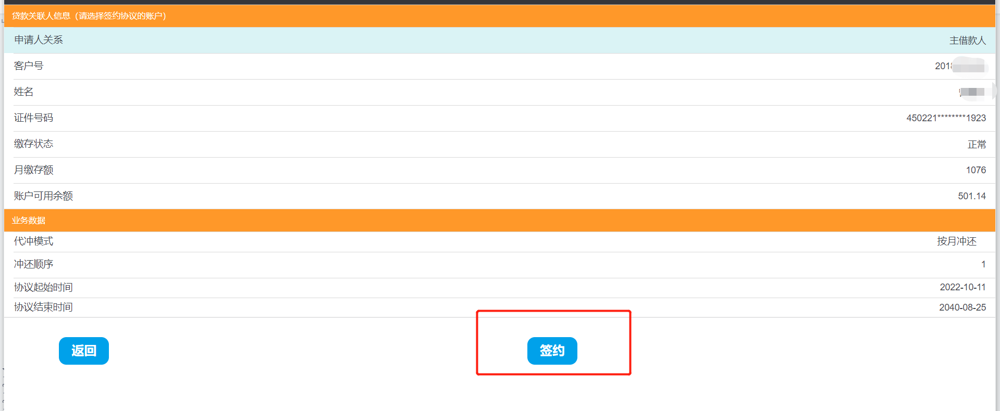 贷款关联人信息（请选择签约协议的账户）
申请人关系 主借款人
客户号 201
姓名
证件号码 450221********1923
缴存状态 正常
月缴存额 1076
账户可用余额 501.14
业务数据
代冲模式 按月冲还
冲还顺序 1
协议起始时间 2022-10-11
协议结束时间 2040-08-25
返回 签约